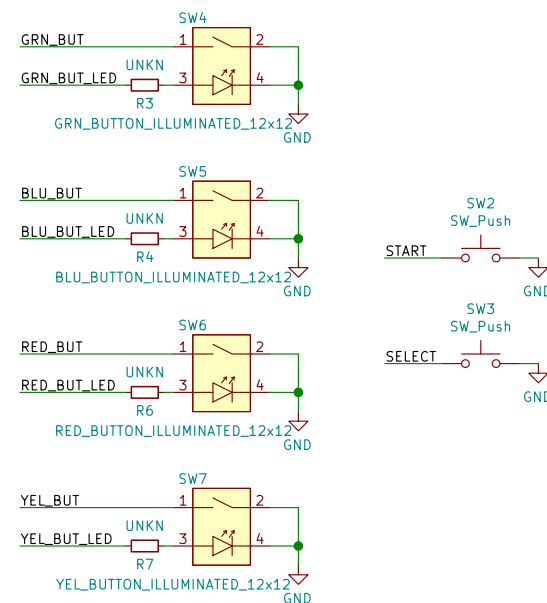 SW4
GRN_BUT 1 2
UNKN
GRN_BUT_LED 3 4
R3
GRN_BUTTON_ILLUMINATED_12x12
GND
SW5
BLU_BUT 1 2
UNKN
BLU_BUT_LED 3 4
R4
BLU_BUTTON_ILLUMINATED_12x12
GND
SW6
RED_BUT 1 2
UNKN
RED_BUT_LED 3 4
R6
RED_BUTTON_ILLUMINATED_12x12
GND
SW7
YEL_BUT 1 2
UNKN
YEL_BUT_LED 3 4
R7
YEL_BUTTON_ILLUMINATED_12x12
GND
SW2
SW_Push
START
GND
SW3
SW_Push
SELECT
GND